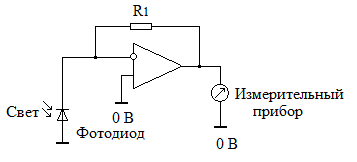 R1
Свет
Фотодиод
0 В
Измерительный
прибор
0 В